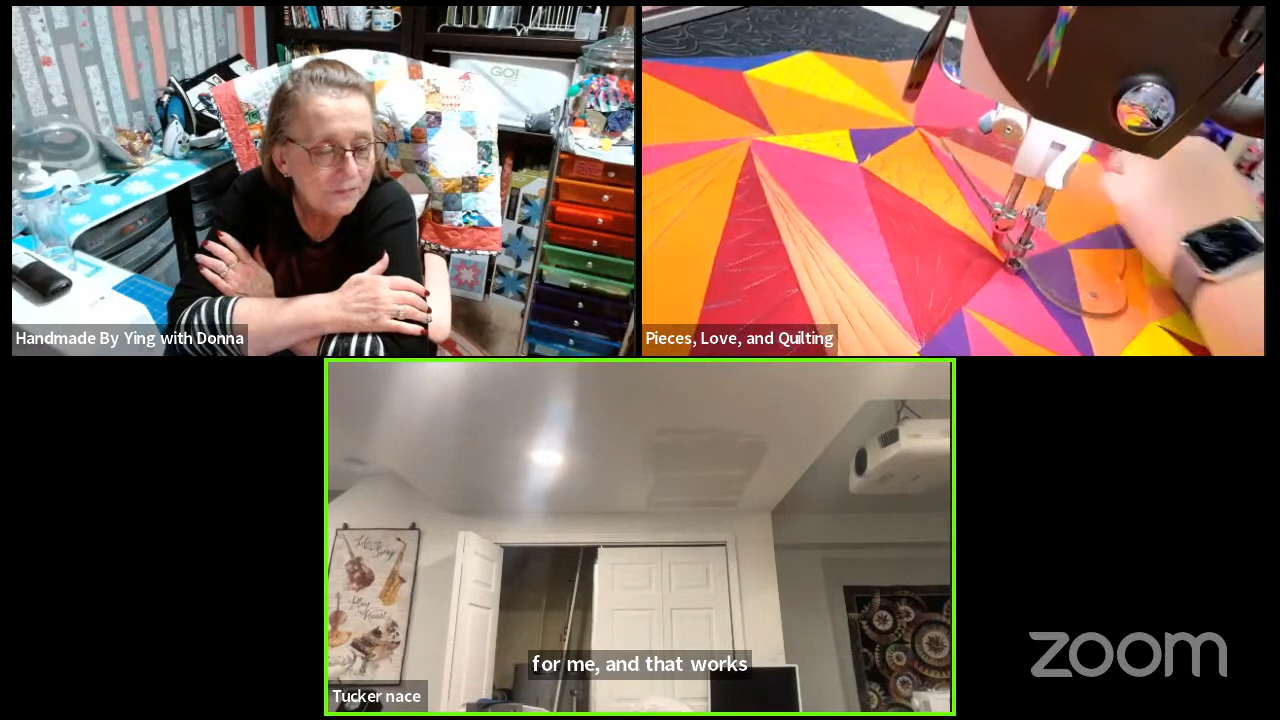 GO!
Handmade By Ying with Donna
Pieces, Love, and Quilting
for me, and that works
Tucker nace
zoom